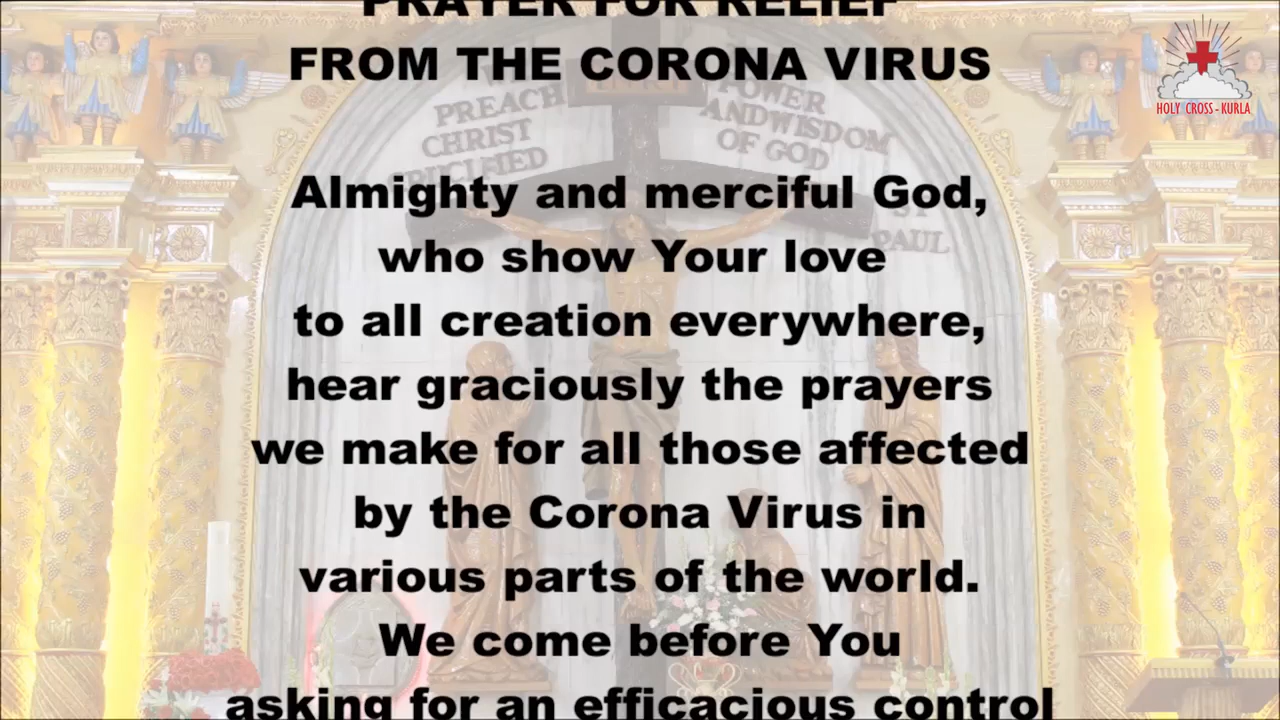 PRAYER FOR RELIEF
FROM THE CORONA VIRUS
HOLY CROSS - KURLA
PREACH
CHRIST
POWER
AND WISDOM
OF GOD
ST
PAUL
Almighty and merciful God,
who show Your love
to all creation everywhere,
hear graciously the prayers
we make for all those affected
by the Corona Virus in
various parts of the world.
We come before You
asking for an efficacious control